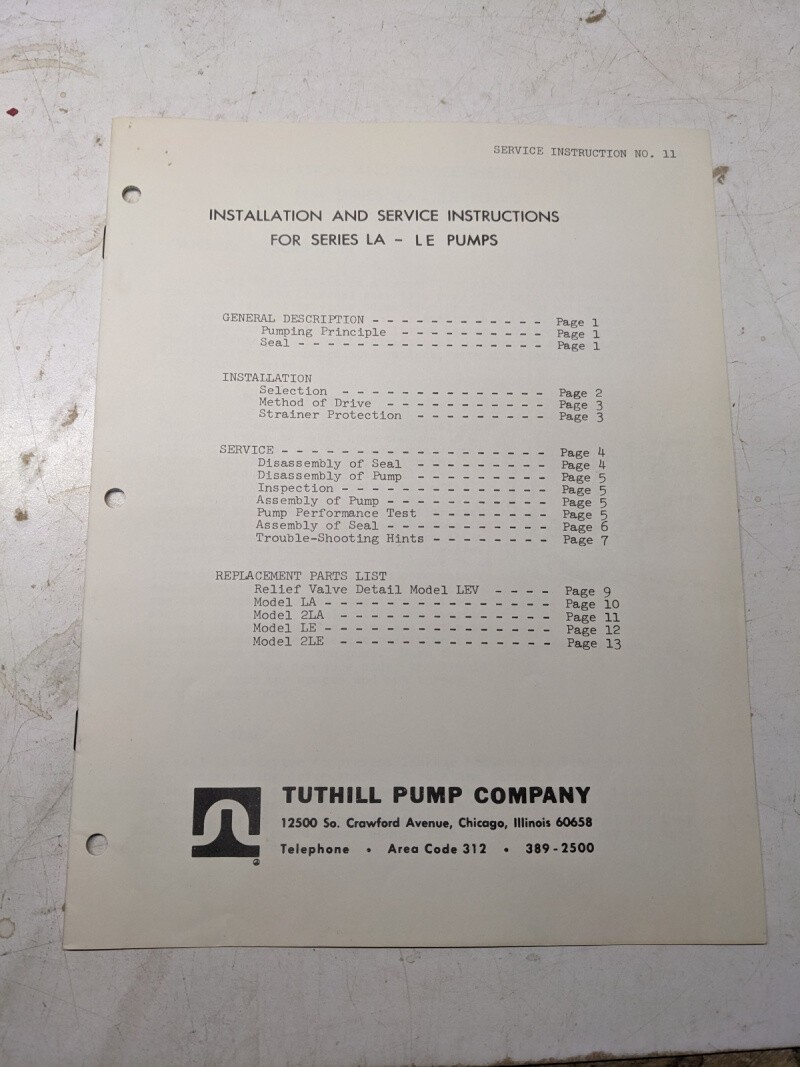 SERVICE INSTRUCTION NO. 11
INSTALLATION AND SERVICE INSTRUCTIONS
FOR SERIES LA - LE PUMPS
GENERAL DESCRIPTION - - - - - - - - - - - - Page 1
Pumping Principle - - - - - - - - - - Page 1
Seal - - - - - - - - - - - - - - - - - Page 1
INSTALLATION
Selection - - - - - - - - - - - - - - Page 2
Method of Drive - - - - - - - - - - - Page 3
Strainer Protection - - - - - - - - - Page 3
SERVICE - - - - - - - - - - - - - - - - - - - Page 4
Disassembly of Seal - - - - - - - - - Page 4
Disassembly of Pump - - - - - - - - - Page 5
Inspection - - - - - - - - - - - - - - Page 5
Assembly of Pump - - - - - - - - - - - Page 5
Pump Performance Test - - - - - - - - Page 5
Assembly of Seal - - - - - - - - - - - Page 6
Trouble-Shooting Hints - - - - - - - - Page 7
REPLACEMENT PARTS LIST
Relief Valve Detail Model LEV - - - - Page 9
Model LA - - - - - - - - - - - - - - - - Page 10
Model 2LA - - - - - - - - - - - - - - - Page 11
Model LE - - - - - - - - - - - - - - - - Page 12
Model 2LE - - - - - - - - - - - - - - - Page 13
TUTHILL PUMP COMPANY
12500 So. Crawford Avenue, Chicago, Illinois 60658
Telephone • Area Code 312 • 389-2500
®